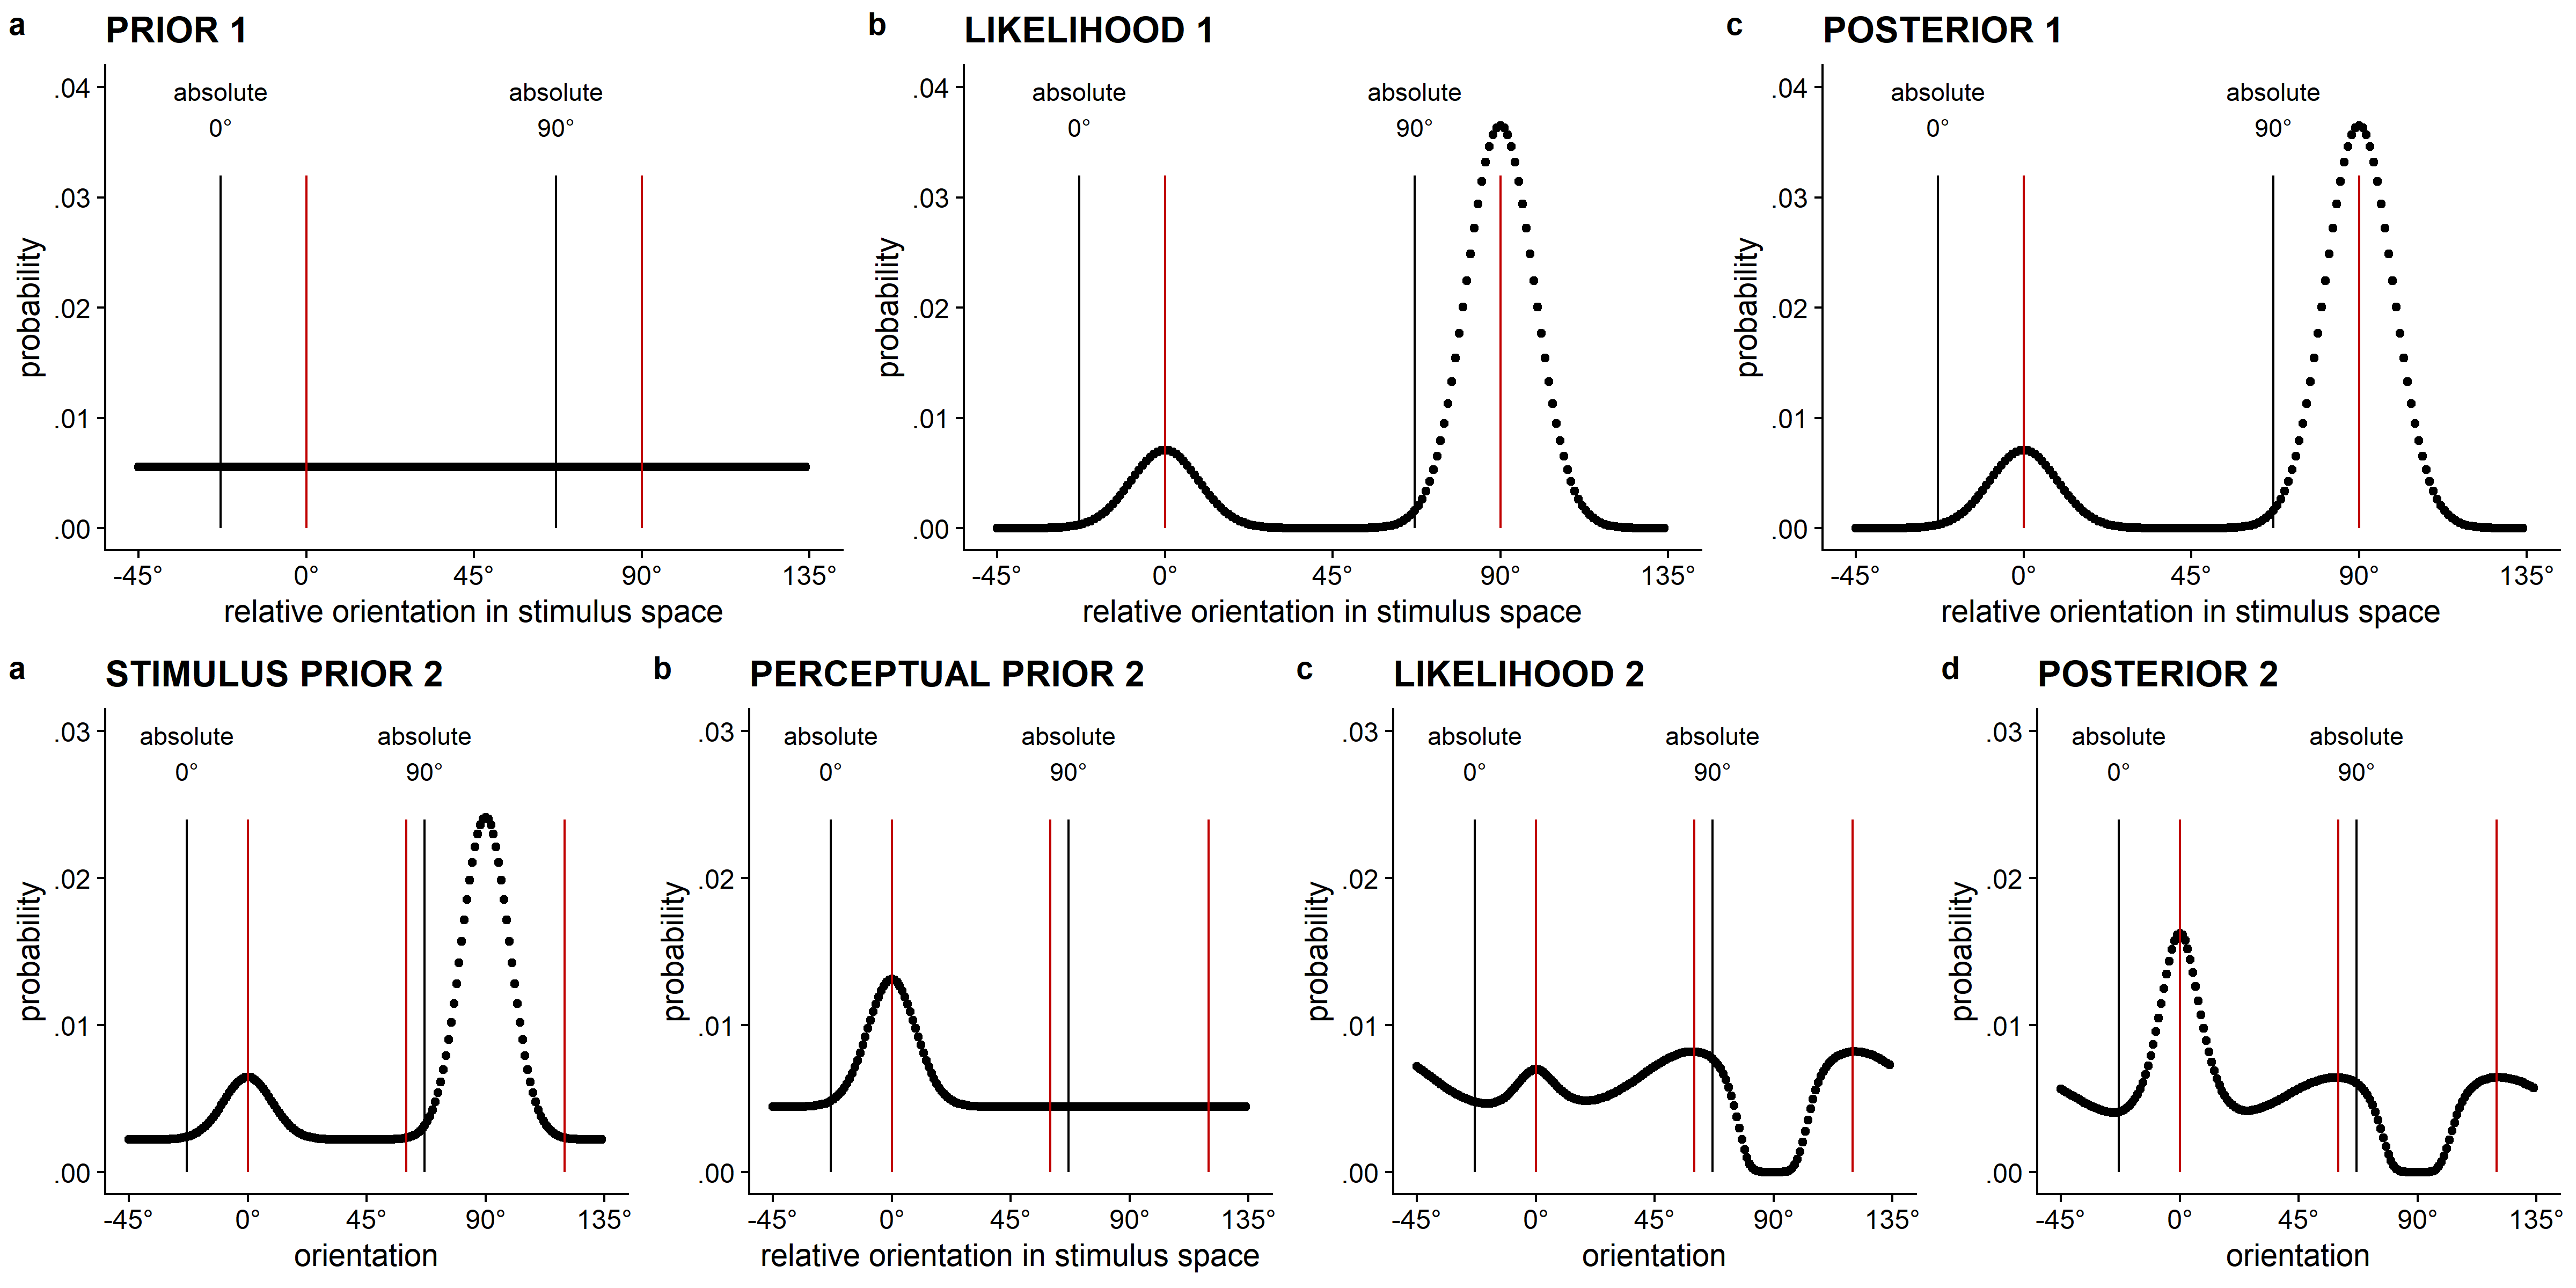 a PRIOR 1
.04
.03
.02
.01
.00
probability
absolute
0°
absolute
90°
-45° 0° 45° 90° 135°
relative orientation in stimulus space
b LIKELIHOOD 1
.04
.03
.02
.01
.00
probability
absolute
0°
absolute
90°
-45° 0° 45° 90° 135°
relative orientation in stimulus space
c POSTERIOR 1
.04
.03
.02
.01
.00
probability
absolute
0°
absolute
90°
-45° 0° 45° 90° 135°
relative orientation in stimulus space
a STIMULUS PRIOR 2
.03
.02
.01
.00
probability
absolute
0°
absolute
90°
-45° 0° 45° 90° 135°
orientation
b PERCEPTUAL PRIOR 2
.03
.02
.01
.00
probability
absolute
0°
absolute
90°
-45° 0° 45° 90° 135°
relative orientation in stimulus space
c LIKELIHOOD 2
.03
.02
.01
.00
probability
absolute
0°
absolute
90°
-45° 0° 45° 90° 135°
orientation
d POSTERIOR 2
.03
.02
.01
.00
probability
absolute
0°
absolute
90°
-45° 0° 45° 90° 135°
orientation